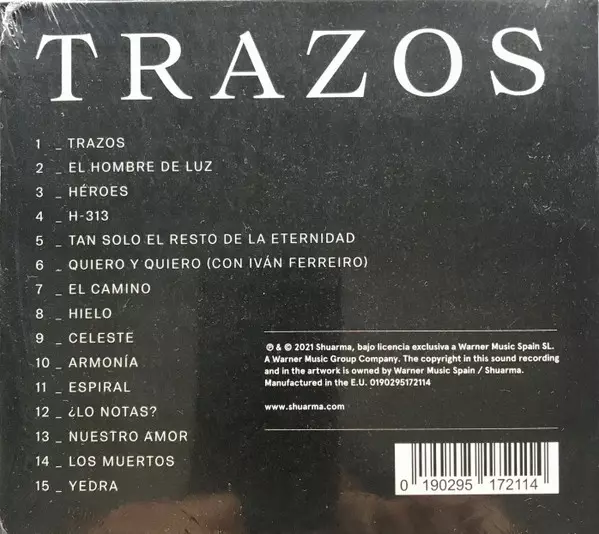 TRAZOS
1 _ TRAZOS
2 _ EL HOMBRE DE LUZ
3 _ HÉROES
4 _ H-313
5 _ TAN SOLO EL RESTO DE LA ETERNIDAD
6 _ QUIERO Y QUIERO (CON IVÁN FERREIRO)
7 _ EL CAMINO
8 _ HIELO
9 _ CELESTE
10 _ ARMONÍA
11 _ ESPIRAL
12 _ ¿LO NOTAS?
13 _ NUESTRO AMOR
14 _ LOS MUERTOS
15 _ YEDRA
℗ & © 2021 Shuarma, bajo licencia exclusiva a Warner Music Spain SL.
A Warner Music Group Company. The copyright in this sound recording
and in the artwork is owned by Warner Music Spain / Shuarma.
Manufactured in the E.U. 0190295172114
www.shuarma.com
0 190295 172114